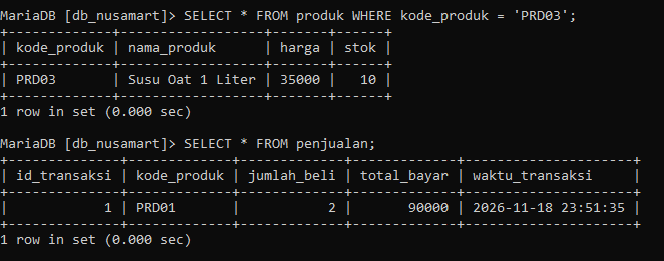 MariaDB [db_nusamart]> SELECT * FROM produk WHERE kode_produk = 'PRD03';
+-------------+------------------+-------+------+
| kode_produk | nama_produk      | harga | stok |
+-------------+------------------+-------+------+
| PRD03       | Susu Oat 1 Liter | 35000 |   10 |
+-------------+------------------+-------+------+
1 row in set (0.000 sec)

MariaDB [db_nusamart]> SELECT * FROM penjualan;
+--------------+-------------+-------------+-------------+---------------------+
| id_transaksi | kode_produk | jumlah_beli | total_bayar | waktu_transaksi     |
+--------------+-------------+-------------+-------------+---------------------+
|            1 | PRD01       |           2 |       90000 | 2026-11-18 23:51:35 |
+--------------+-------------+-------------+-------------+---------------------+
1 row in set (0.000 sec)